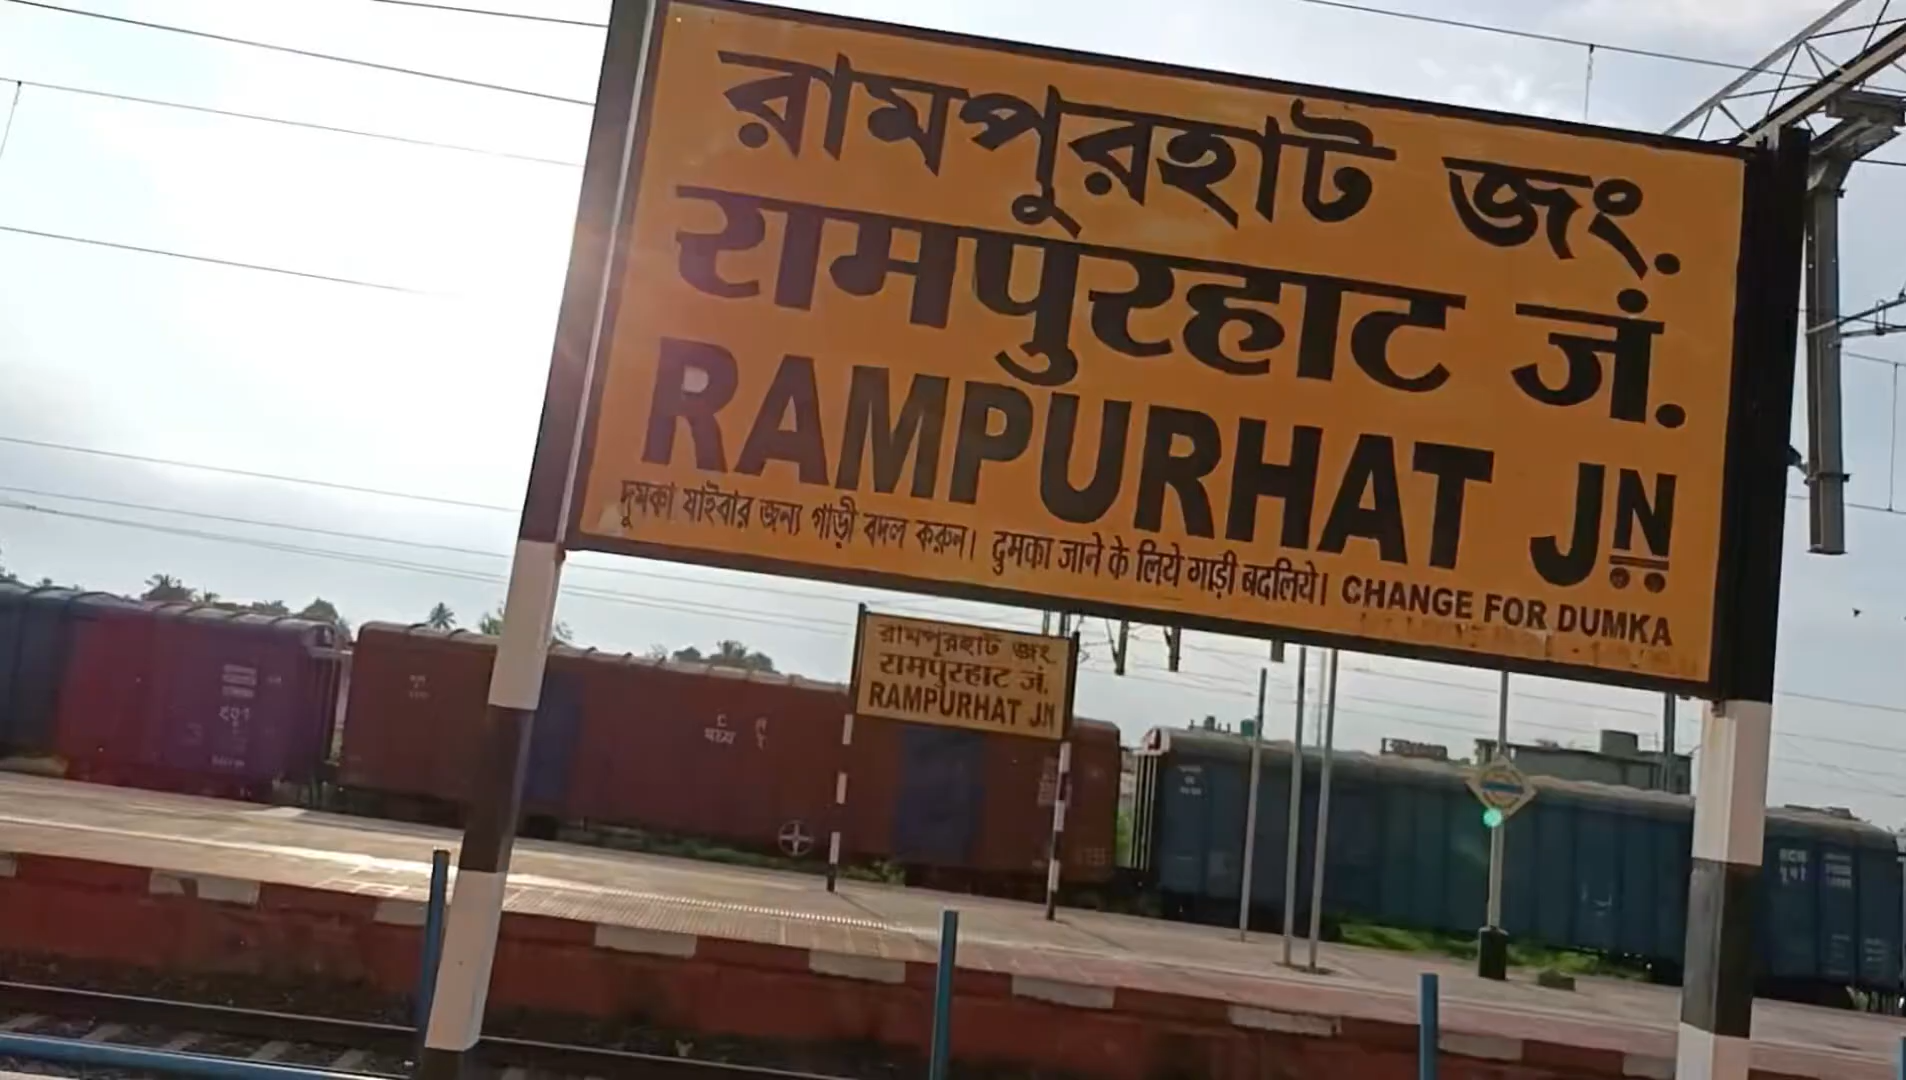 রামপুরহাট জং.
रामपुरहाट जं.
RAMPURHAT JN
দুমকা যাইবার জন্য গাড়ী বদল করুন। दुमका जाने के लिये गाड़ी बदलिये। CHANGE FOR DUMKA
রামপুরহাট জং.
रामपुरहाट जं.
RAMPURHAT JN